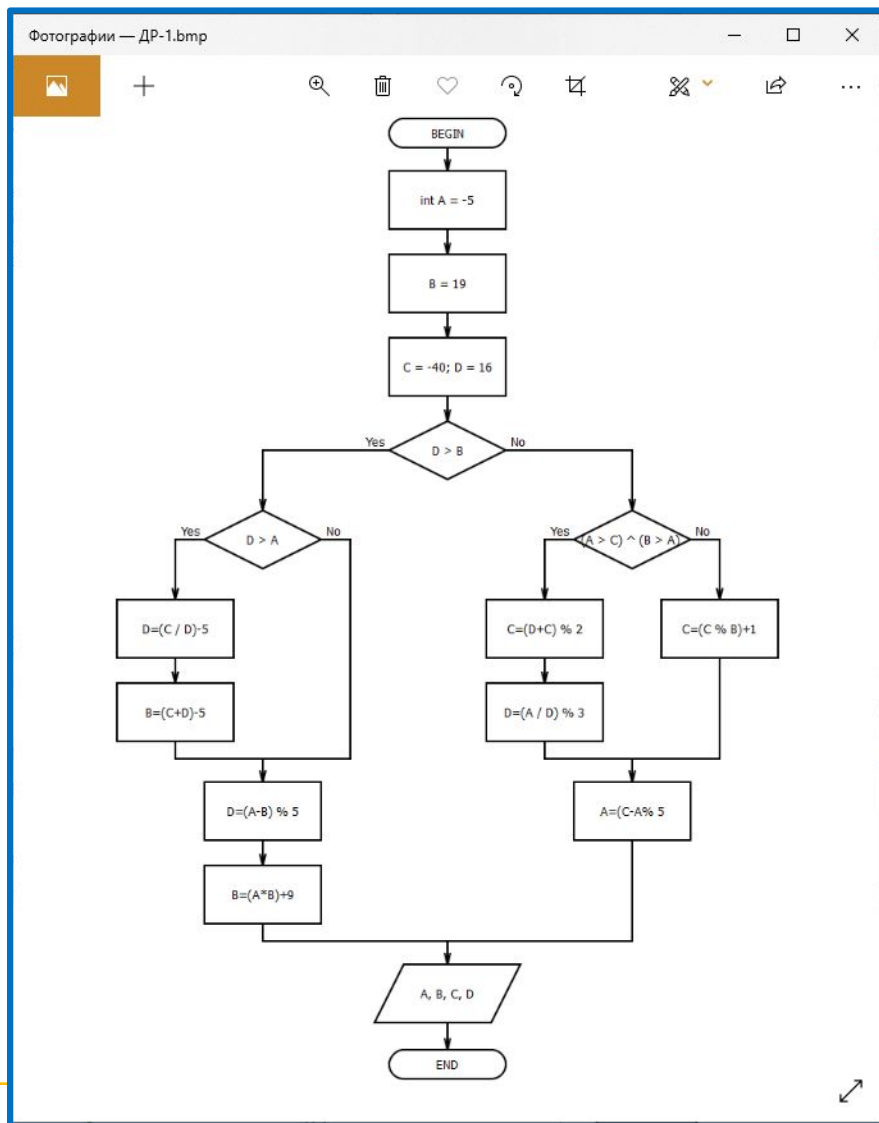 Фотографии — ДР-1.bmp
BEGIN
int A = -5
B = 19
C = -40; D = 16
D > B
Yes
No
D > A
Yes
No
D=(C / D)-5
B=(C+D)-5
D=(A-B) % 5
B=(A*B)+9
(A > C) ^ (B > A)
Yes
No
C=(D+C) % 2
D=(A / D) % 3
C=(C % B)+1
A=(C-A% 5
A, B, C, D
END